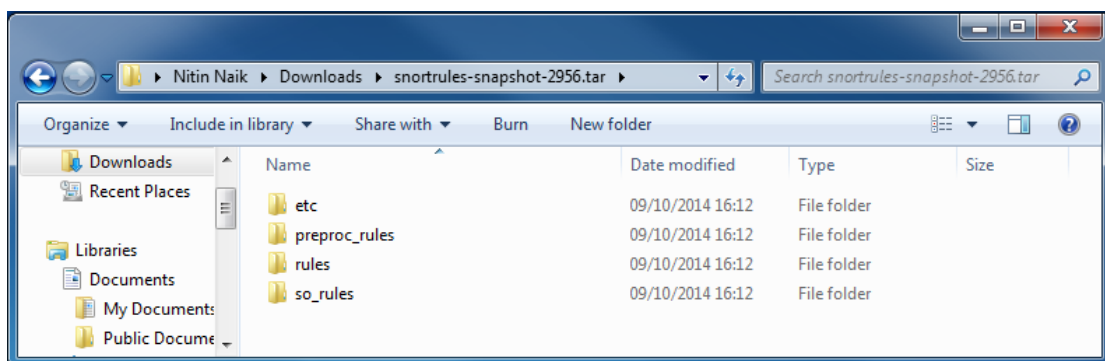 Nitin Naik Downloads snortrules-snapshot-2956.tar Search snortrules-snapshot-2956.tar
Organize Include in library Share with Burn New folder
Downloads
Recent Places
Libraries
Documents
My Documents
Public Docume
Name Date modified Type Size
etc 09/10/2014 16:12 File folder
preproc_rules 09/10/2014 16:12 File folder
rules 09/10/2014 16:12 File folder
so_rules 09/10/2014 16:12 File folder